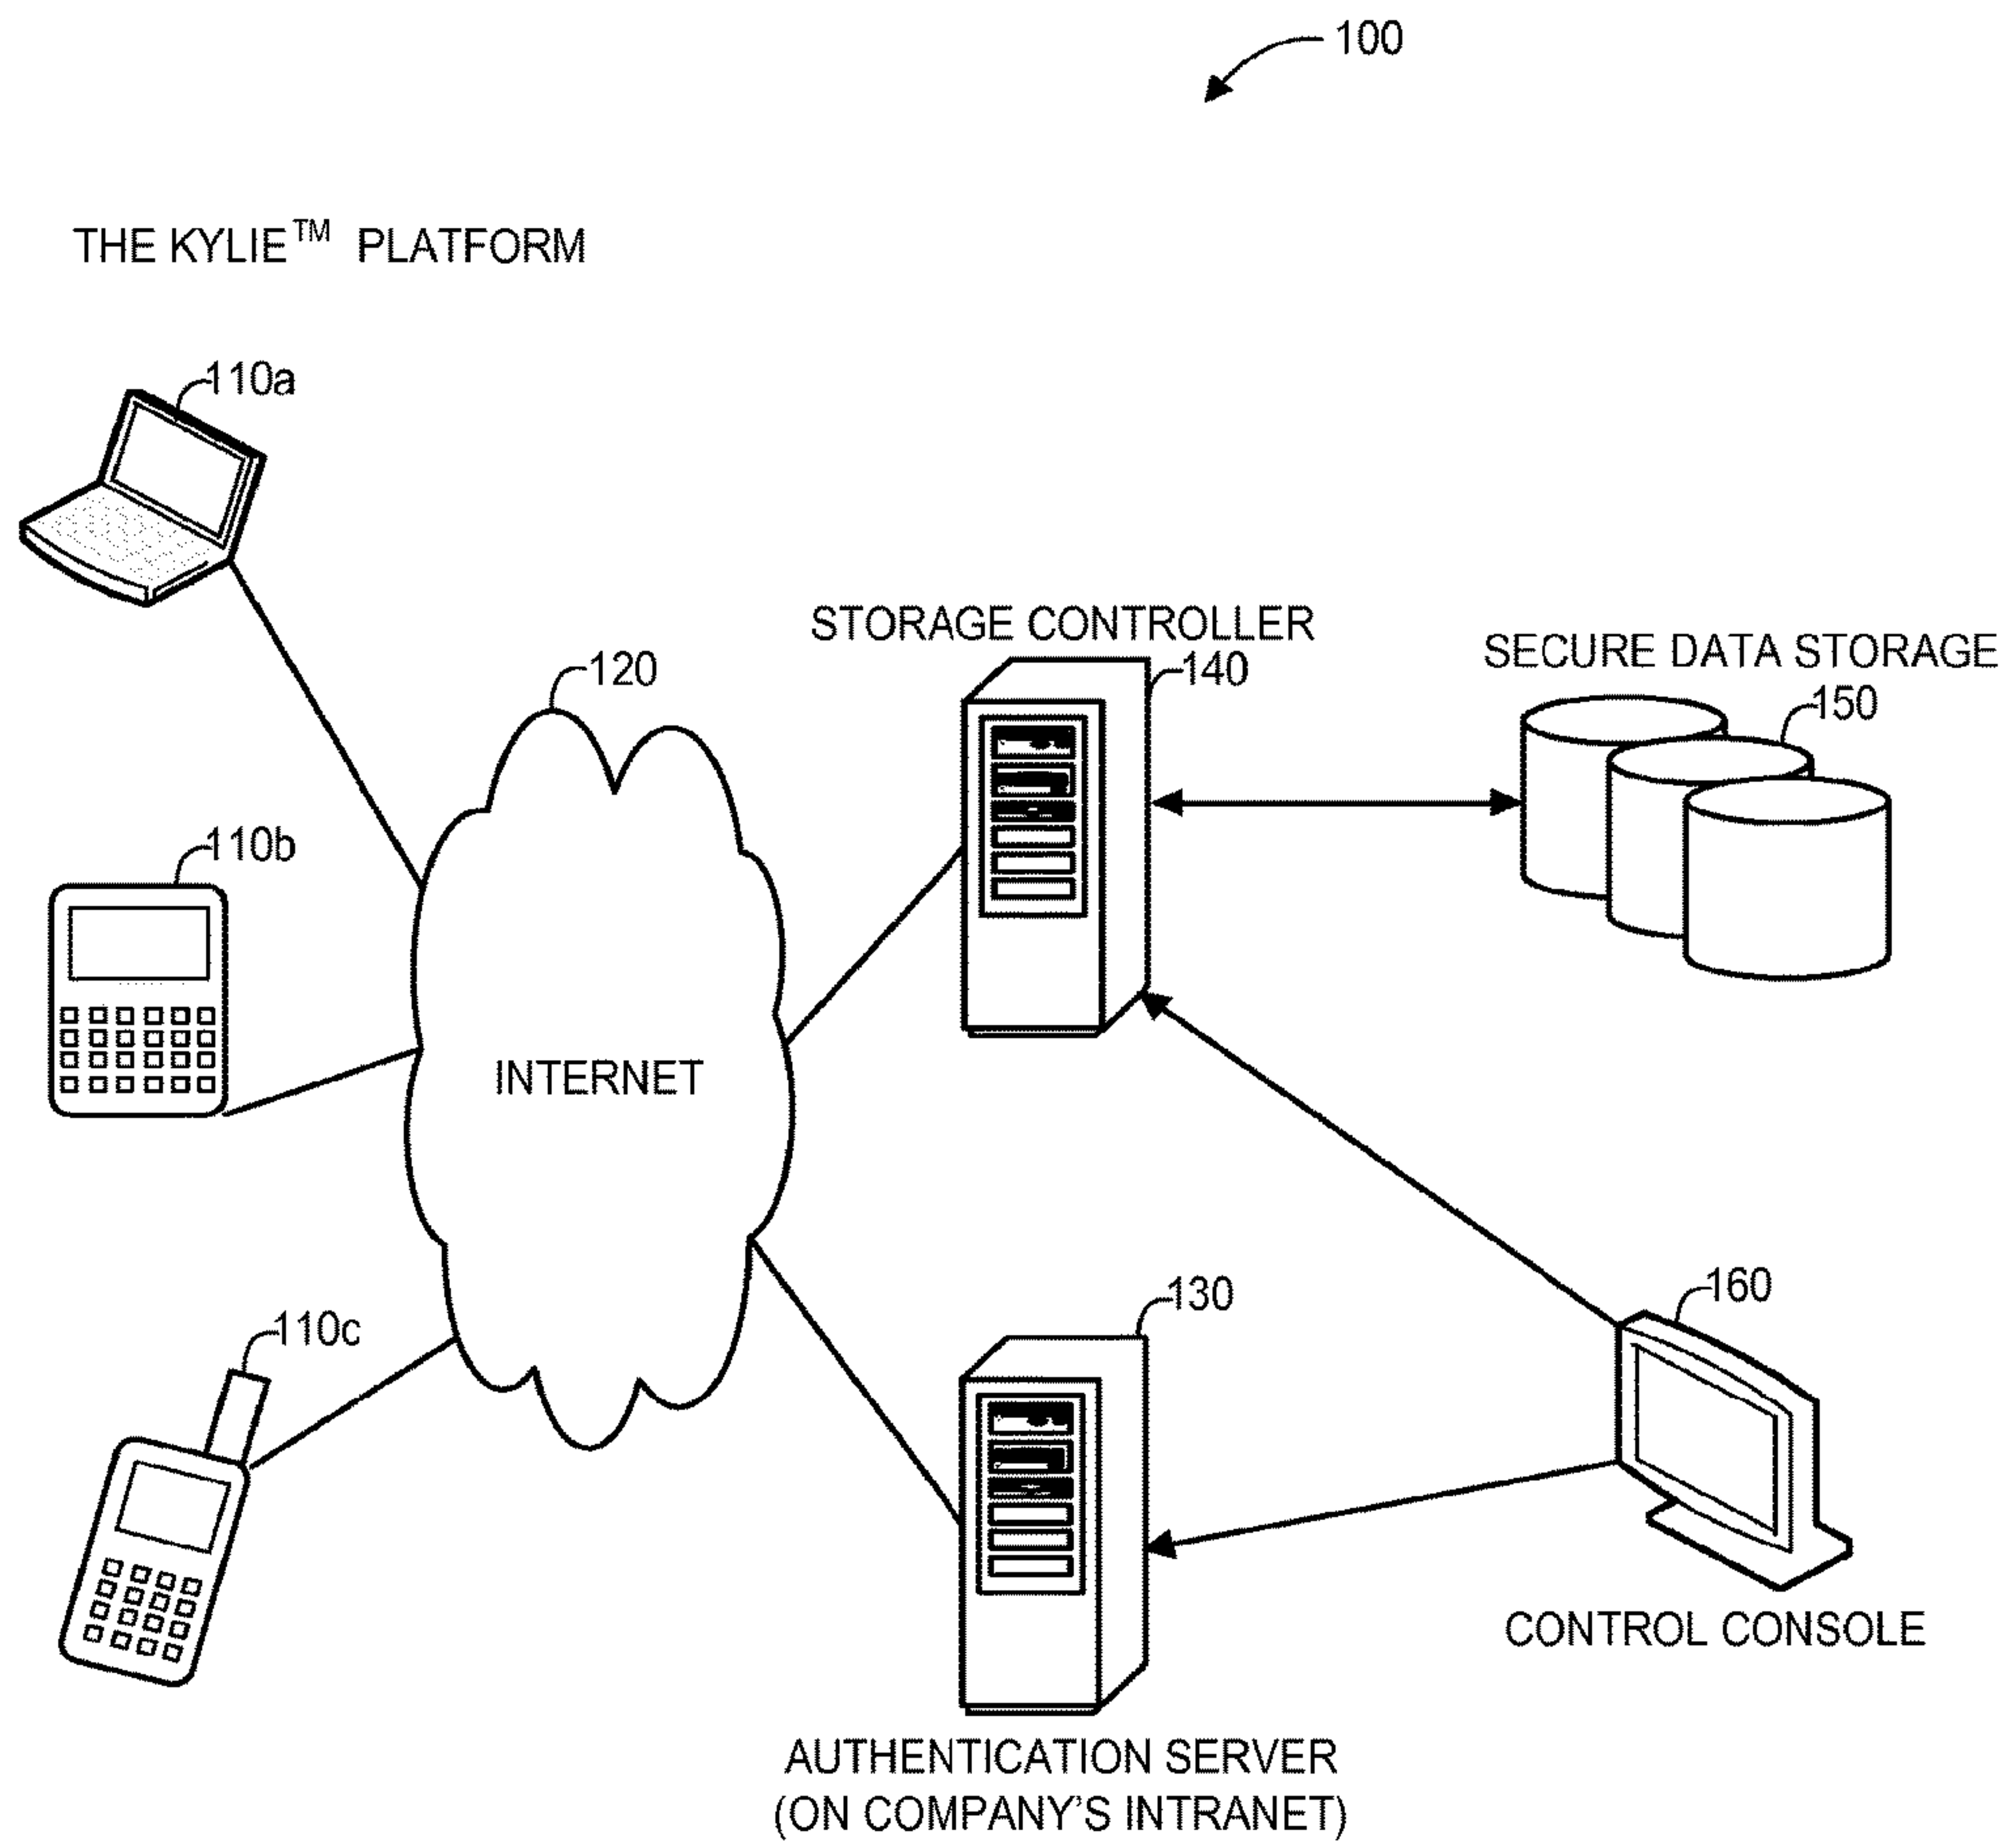 100
THE KYLIE™ PLATFORM
110a
STORAGE CONTROLLER
SECURE DATA STORAGE
120
140
150
110b
INTERNET
160
130
110c
CONTROL CONSOLE
AUTHENTICATION SERVER
(ON COMPANY'S INTRANET)